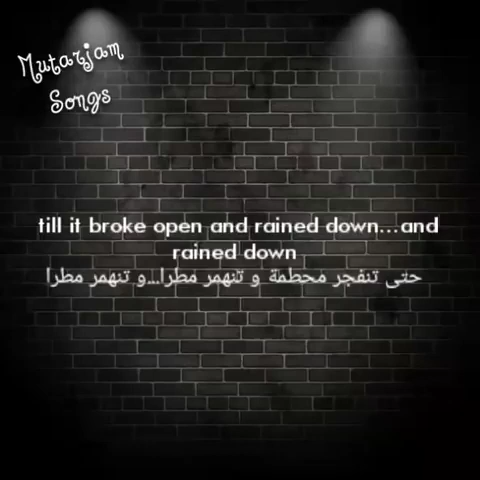 Mutarjam
Songs
till it broke open and rained down...and
rained down
حتى تنفجر محطمة و تنهمر مطرا...و تنهمر مطرا